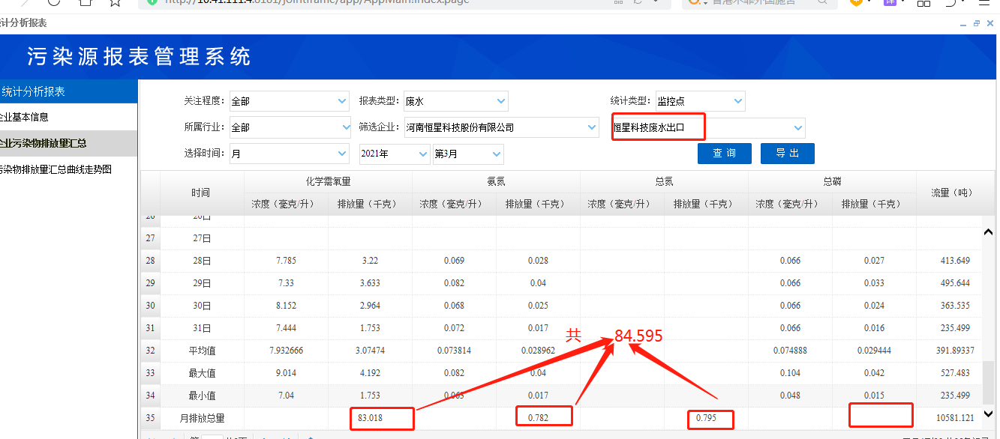 http://10.41.111.4:8181/jointframe/app/AppMain!index.page
计分析报表
污染源报表管理系统
统计分析报表
企业基本信息
企业污染物排放量汇总
污染物排放量汇总曲线走势图
关注程度： 全部 报表类型： 废水 统计类型： 监控点
所属行业： 全部 筛选企业： 河南恒星科技股份有限公司 恒星科技废水出口
选择时间： 月 2021年 第3月 查 询 导 出
时间 化学需氧量 氨氮 总氮 总磷 流量（吨）
浓度（毫克/升） 排放量（千克） 浓度（毫克/升） 排放量（千克） 浓度（毫克/升） 排放量（千克） 浓度（毫克/升） 排放量（千克）
26 26日
27 27日
28 28日 7.785 3.22 0.069 0.028 0.066 0.027 413.649
29 29日 7.33 3.633 0.082 0.04 0.066 0.033 495.644
30 30日 8.152 2.964 0.068 0.025 0.066 0.024 363.535
31 31日 7.444 1.753 0.072 0.017 0.066 0.016 235.499
共 84.595
32 平均值 7.932666 3.07474 0.073814 0.028962 0.074888 0.029444 391.89337
33 最大值 9.014 4.192 0.082 0.04 0.104 0.042 527.483
34 最小值 7.04 1.753 0.065 0.017 0.048 0.015 235.499
35 月排放总量 83.018 0.782 0.795 10581.121